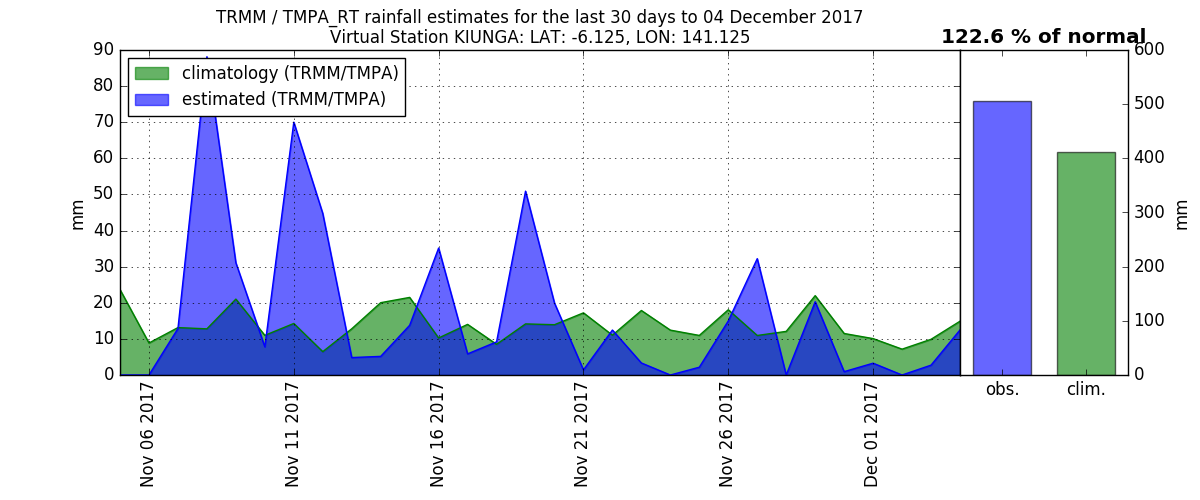 TRMM / TMPA_RT rainfall estimates for the last 30 days to 04 December 2017
Virtual Station KIUNGA: LAT: -6.125, LON: 141.125
122.6 % of normal
climatology (TRMM/TMPA)
estimated (TRMM/TMPA)
90
80
70
60
50
40
30
20
10
0
mm
Nov 06 2017
Nov 11 2017
Nov 16 2017
Nov 21 2017
Nov 26 2017
Dec 01 2017
600
500
400
300
200
100
0
mm
obs.
clim.